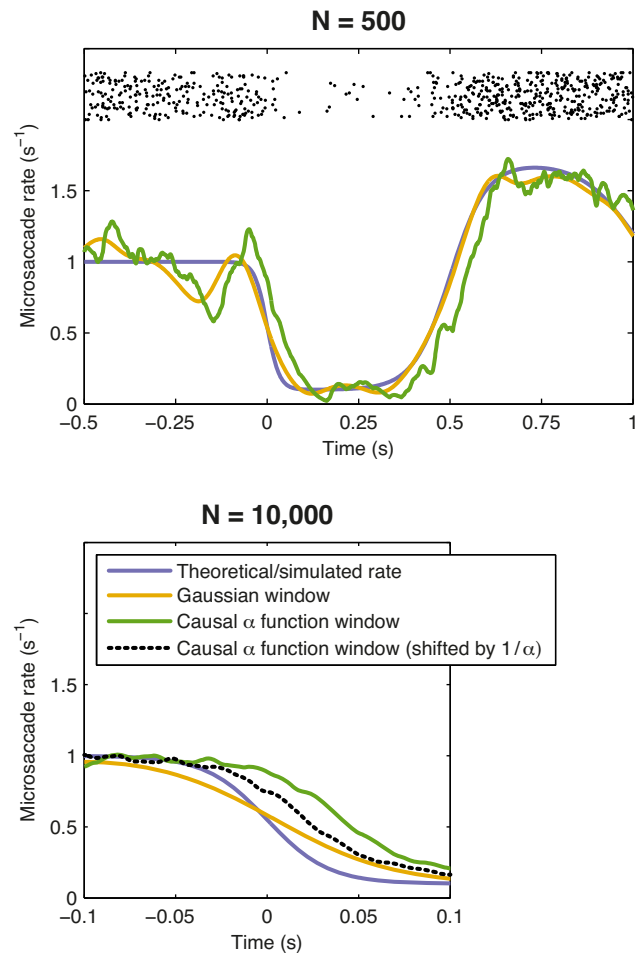 N = 500
Microsaccade rate (s⁻¹)
1.5
1
0.5
0
−0.5
−0.25
0
0.25
0.5
0.75
1
Time (s)
N = 10,000
Theoretical/simulated rate
Gaussian window
Causal α function window
Causal α function window (shifted by 1/α)
Microsaccade rate (s⁻¹)
1.5
1
0.5
0
−0.1
−0.05
0
0.05
0.1
Time (s)